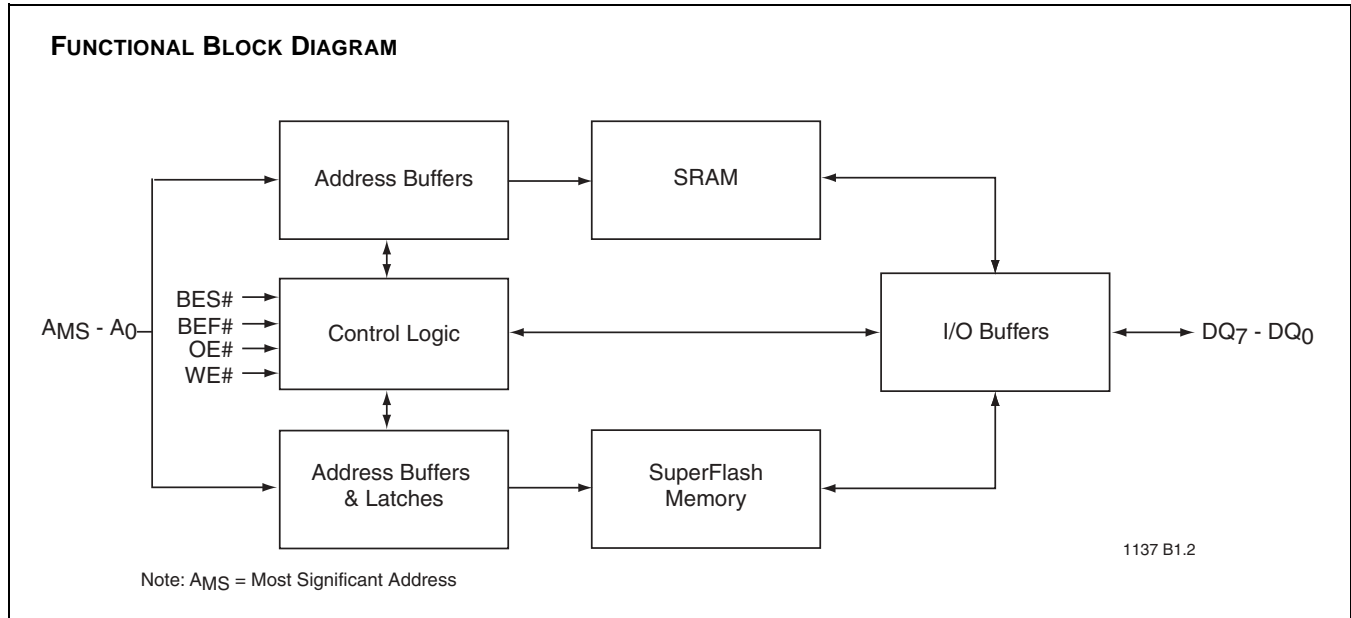 FUNCTIONAL BLOCK DIAGRAM
Address Buffers
SRAM
AMS - A0
BES#
BEF#
OE#
WE#
Control Logic
I/O Buffers
DQ7 - DQ0
Address Buffers
& Latches
SuperFlash
Memory
1137 B1.2
Note: AMS = Most Significant Address